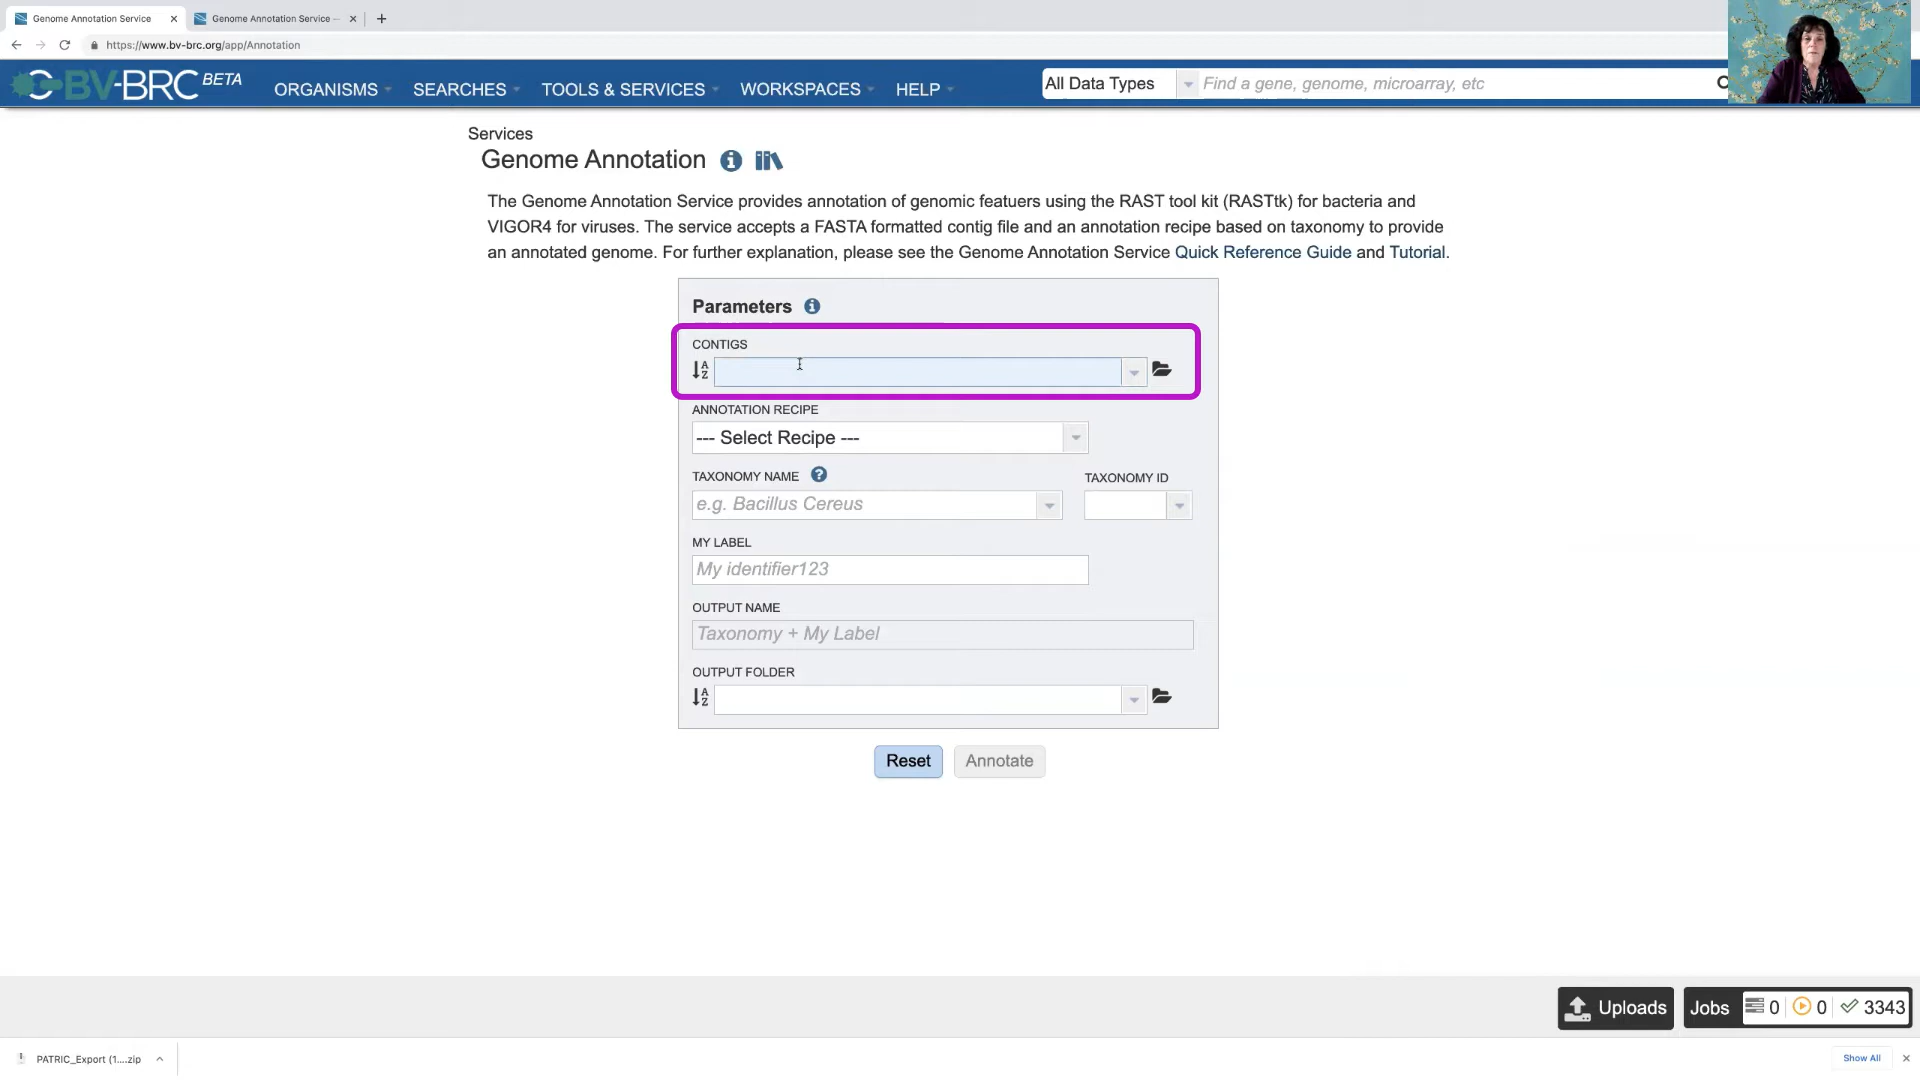 Genome Annotation Service
Genome Annotation Service —
https://www.bv-brc.org/app/Annotation
BV-BRC BETA
ORGANISMS
SEARCHES
TOOLS & SERVICES
WORKSPACES
HELP
All Data Types
Find a gene, genome, microarray, etc
Services
Genome Annotation
The Genome Annotation Service provides annotation of genomic featuers using the RAST tool kit (RASTtk) for bacteria and
VIGOR4 for viruses. The service accepts a FASTA formatted contig file and an annotation recipe based on taxonomy to provide
an annotated genome. For further explanation, please see the Genome Annotation Service Quick Reference Guide and Tutorial.
Parameters
CONTIGS
A
Z
ANNOTATION RECIPE
--- Select Recipe ---
TAXONOMY NAME
TAXONOMY ID
e.g. Bacillus Cereus
MY LABEL
My identifier123
OUTPUT NAME
Taxonomy + My Label
OUTPUT FOLDER
A
Z
Reset
Annotate
Uploads
Jobs 0 0 3343
PATRIC_Export (1....zip
Show All